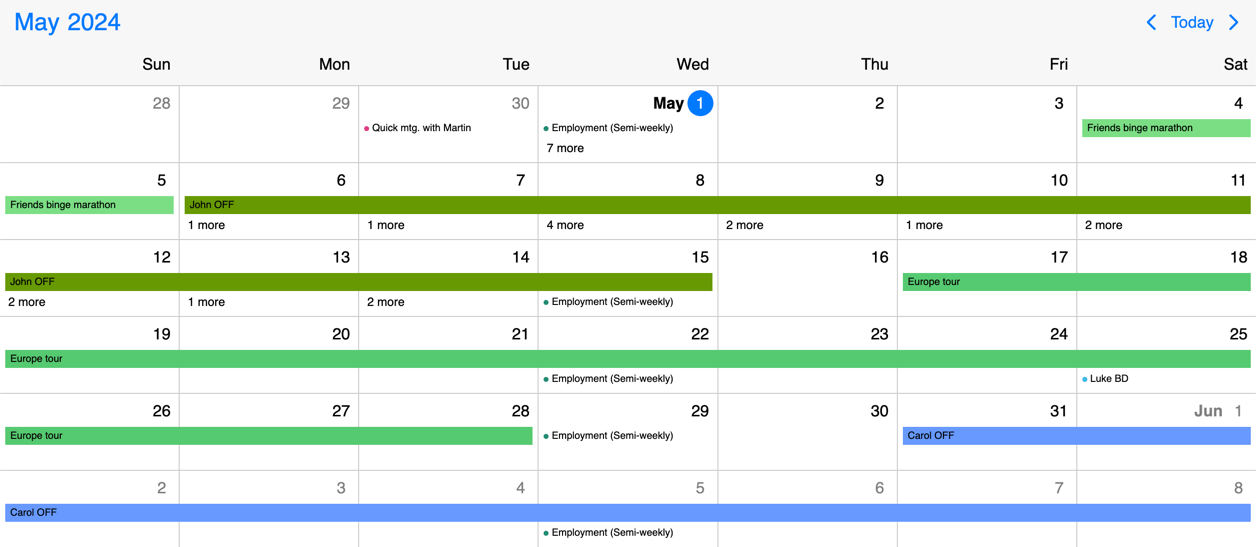 May 2024
Today
Sun Mon Tue Wed Thu Fri Sat
28 29 30 May 1 2 3 4
Quick mtg. with Martin Employment (Semi-weekly) Friends binge marathon
7 more
5 6 7 8 9 10 11
Friends binge marathon John OFF
1 more 1 more 4 more 2 more 1 more 2 more
12 13 14 15 16 17 18
John OFF Europe tour
2 more 1 more 2 more Employment (Semi-weekly)
19 20 21 22 23 24 25
Europe tour
Employment (Semi-weekly) Luke BD
26 27 28 29 30 31 Jun 1
Europe tour Employment (Semi-weekly) Carol OFF
2 3 4 5 6 7 8
Carol OFF
Employment (Semi-weekly)